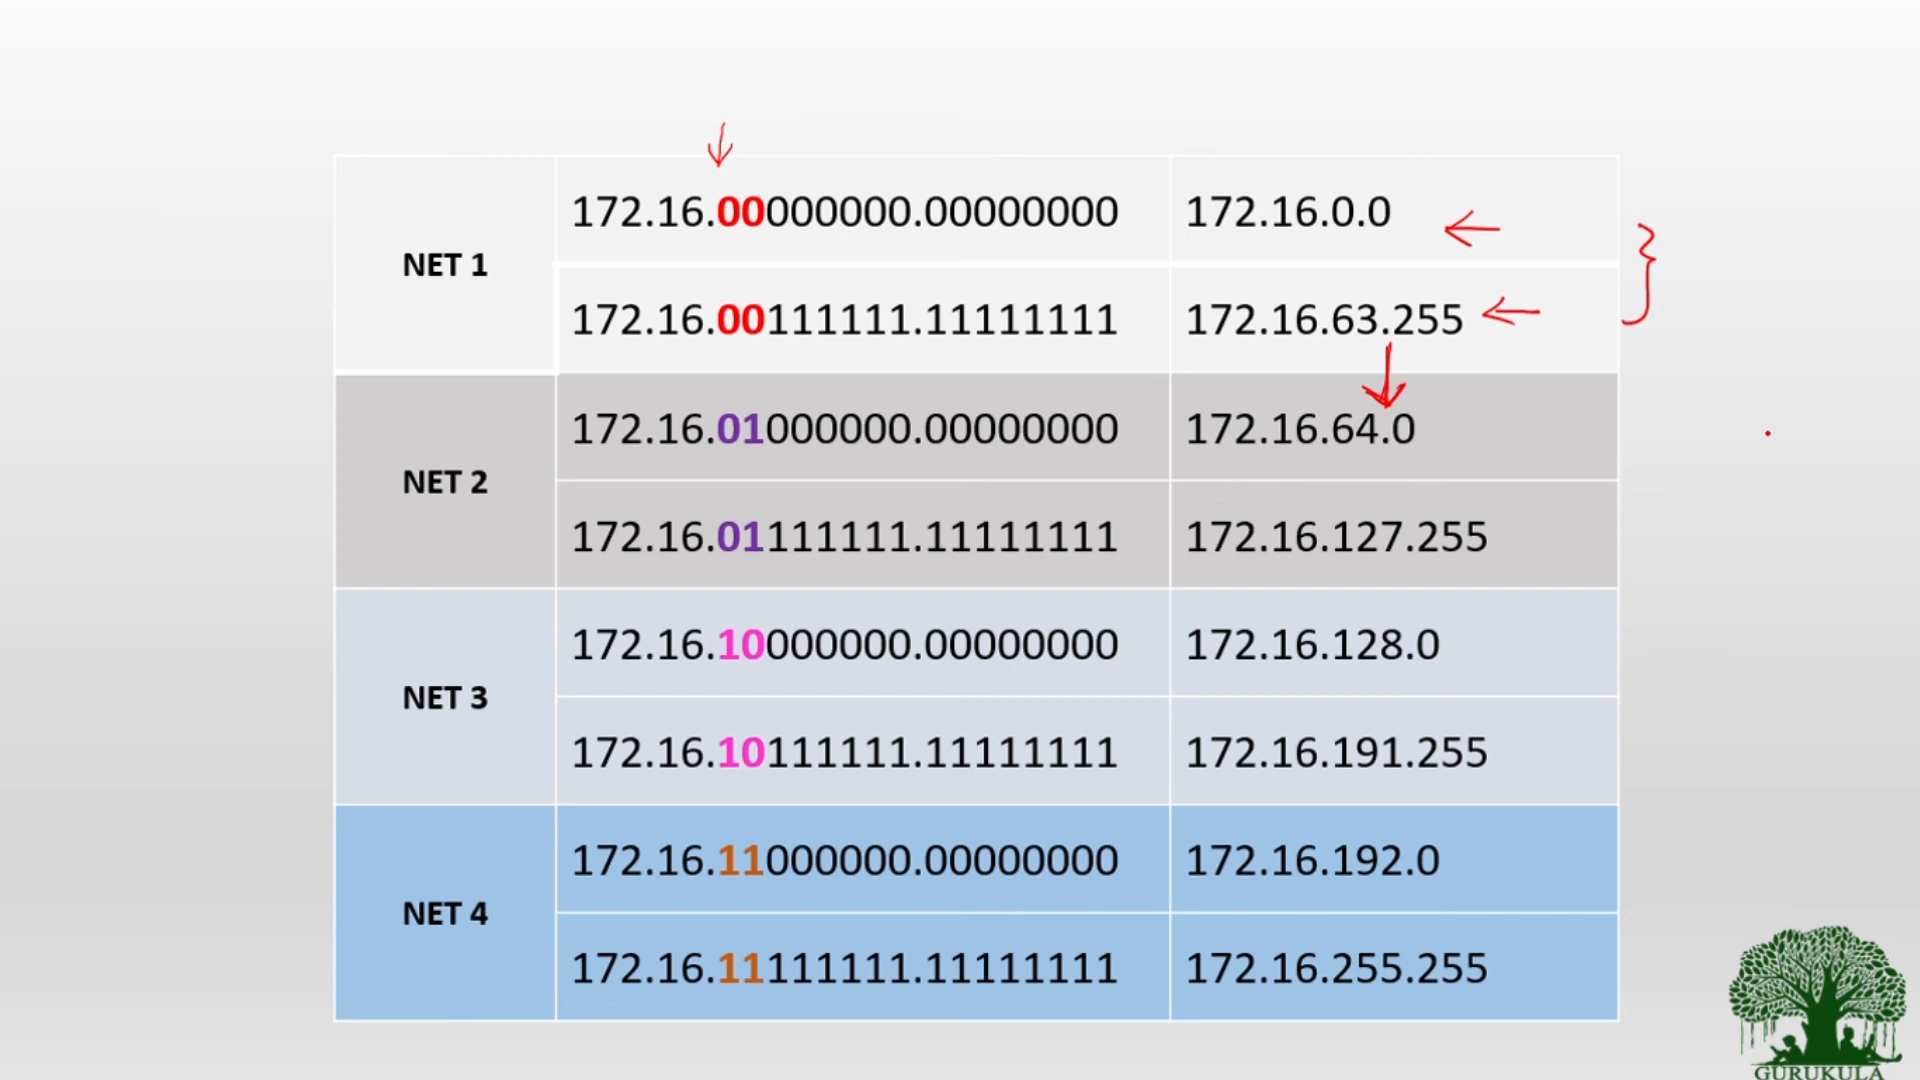 NET 1
172.16.00000000.00000000 172.16.0.0
172.16.00111111.11111111 172.16.63.255
NET 2
172.16.01000000.00000000 172.16.64.0
172.16.01111111.11111111 172.16.127.255
NET 3
172.16.10000000.00000000 172.16.128.0
172.16.10111111.11111111 172.16.191.255
NET 4
172.16.11000000.00000000 172.16.192.0
172.16.11111111.11111111 172.16.255.255
GURUKULA